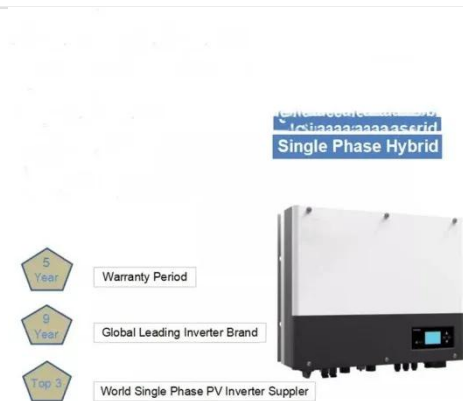 Single Phase Hybrid
5
Year
Warranty Period
9
Year
Global Leading Inverter Brand
Top 3
World Single Phase PV Inverter Suppler